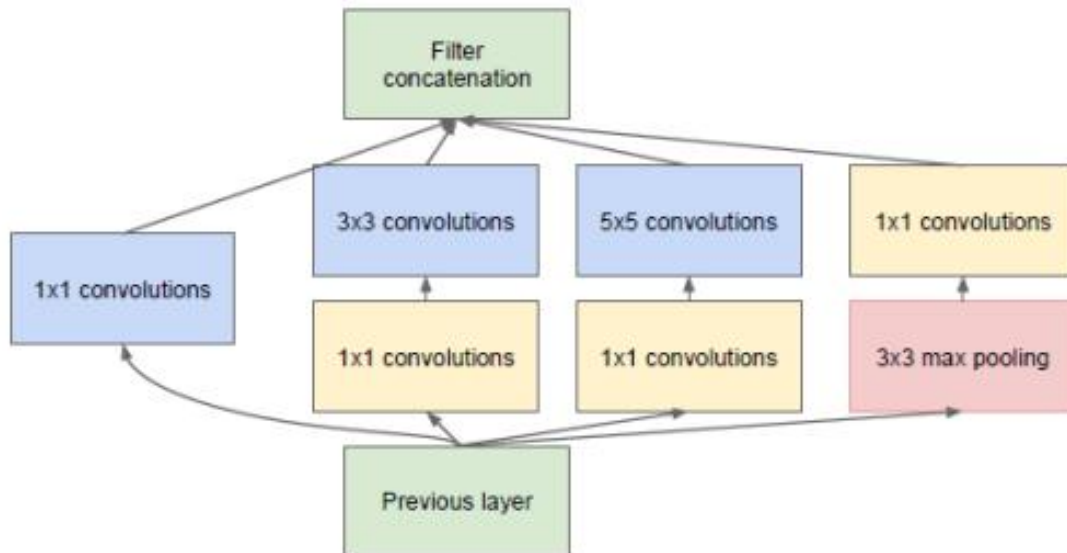 Filter
concatenation
3x3 convolutions
5x5 convolutions
1x1 convolutions
1x1 convolutions
1x1 convolutions
1x1 convolutions
3x3 max pooling
Previous layer